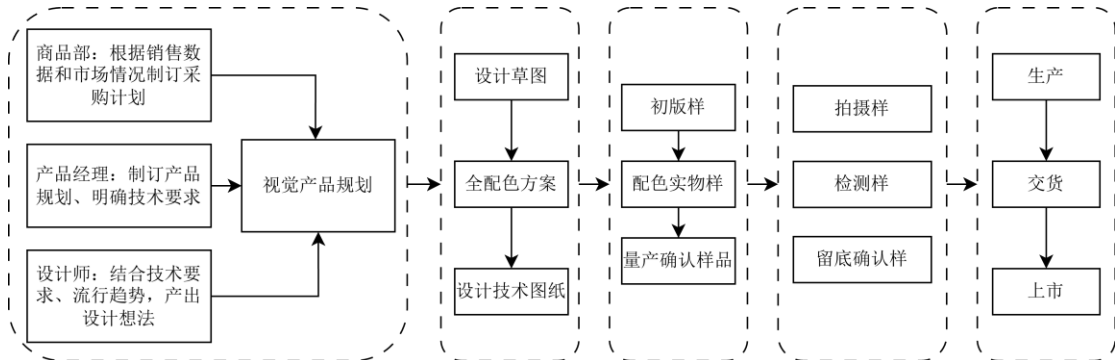 商品部：根据销售数
据和市场情况制订采
购计划
产品经理：制订产品
规划、明确技术要求
设计师：结合技术要
求、流行趋势，产出
设计想法
视觉产品规划
设计草图
全配色方案
设计技术图纸
初版样
配色实物样
量产确认样品
拍摄样
检测样
留底确认样
生产
交货
上市